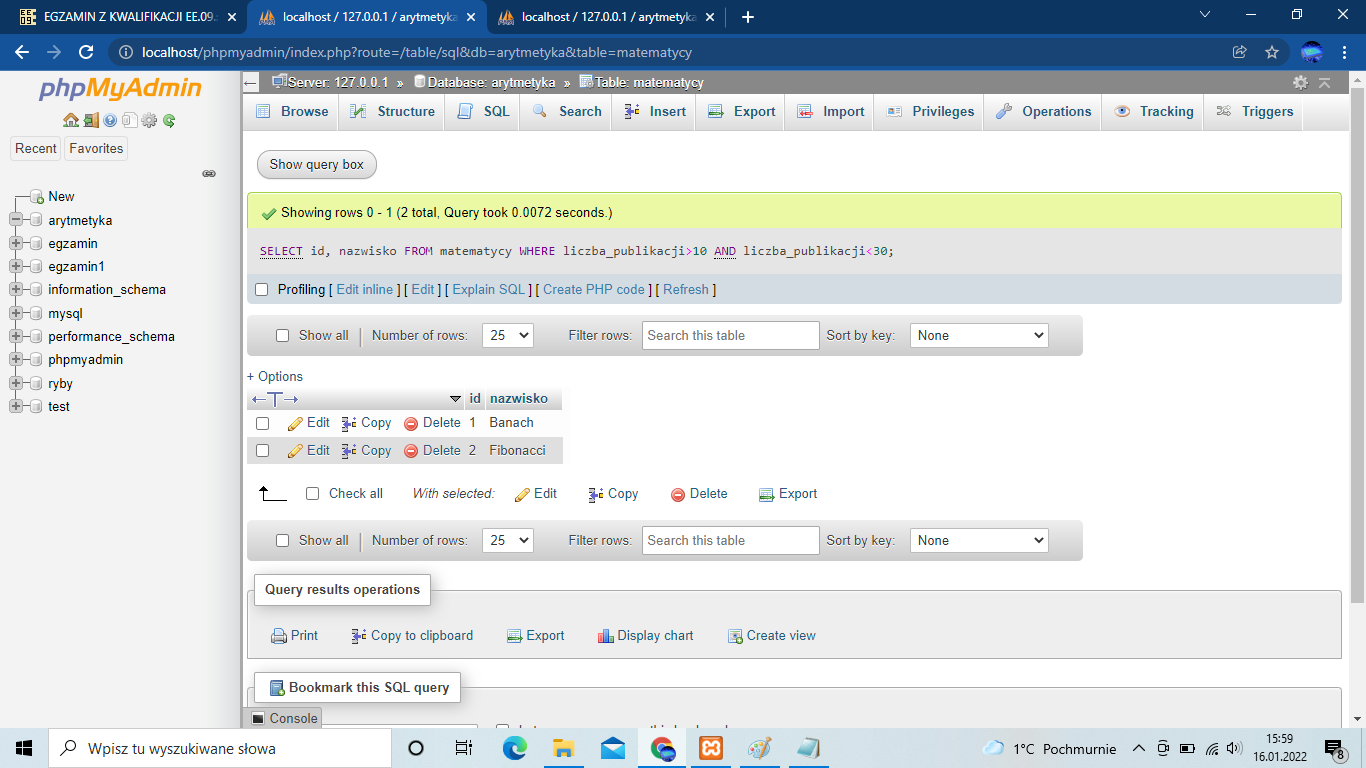 EGZAMIN Z KWALIFIKACJI EE.09
localhost / 127.0.0.1 / arytmetyka
localhost / 127.0.0.1 / arytmetyka
localhost/phpmyadmin/index.php?route=/table/sql&db=arytmetyka&table=matematycy
phpMyAdmin
Recent
Favorites
New
arytmetyka
egzamin
egzamin1
information_schema
mysql
performance_schema
phpmyadmin
ryby
test
Server: 127.0.0.1 » Database: arytmetyka » Table: matematycy
Browse Structure SQL Search Insert Export Import Privileges Operations Tracking Triggers
Show query box
Showing rows 0 - 1 (2 total, Query took 0.0072 seconds.)
SELECT id, nazwisko FROM matematycy WHERE liczba_publikacji>10 AND liczba_publikacji<30;
Profiling [ Edit inline ] [ Edit ] [ Explain SQL ] [ Create PHP code ] [ Refresh ]
Show all | Number of rows: 25 Filter rows: Search this table Sort by key: None
+ Options
id nazwisko
Edit Copy Delete 1 Banach
Edit Copy Delete 2 Fibonacci
Check all With selected: Edit Copy Delete Export
Show all | Number of rows: 25 Filter rows: Search this table Sort by key: None
Query results operations
Print Copy to clipboard Export Display chart Create view
Bookmark this SQL query
Console
Wpisz tu wyszukiwane słowa
1°C Pochmurnie
15:59
16.01.2022
8